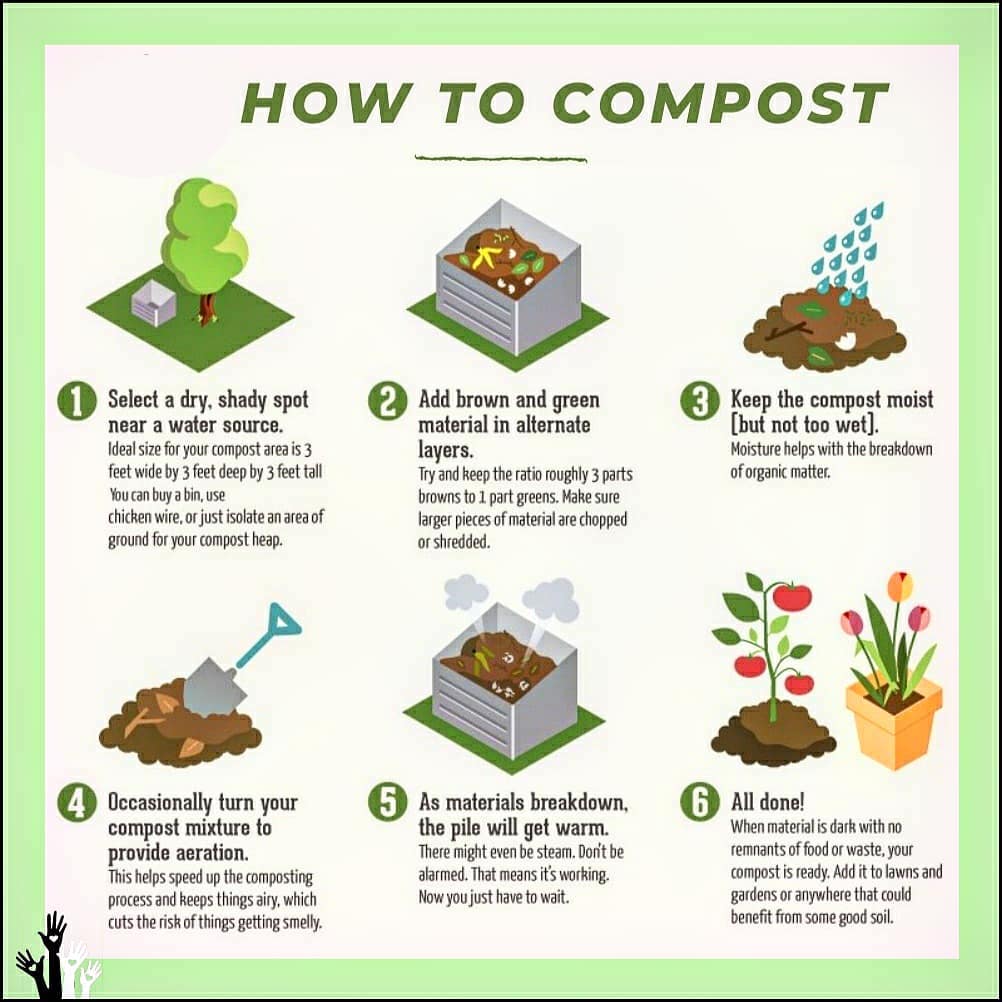 HOW TO COMPOST
1
Select a dry, shady spot
near a water source.
Ideal size for your compost area is 3
feet wide by 3 feet deep by 3 feet tall
You can buy a bin, use
chicken wire, or just isolate an area of
ground for your compost heap.
2
Add brown and green
material in alternate
layers.
Try and keep the ratio roughly 3 parts
browns to 1 part greens. Make sure
larger pieces of material are chopped
or shredded.
3
Keep the compost moist
[but not too wet].
Moisture helps with the breakdown
of organic matter.
4
Occasionally turn your
compost mixture to
provide aeration.
This helps speed up the composting
process and keeps things airy, which
cuts the risk of things getting smelly.
5
As materials breakdown,
the pile will get warm.
There might even be steam. Don't be
alarmed. That means it's working.
Now you just have to wait.
6
All done!
When material is dark with no
remnants of food or waste, your
compost is ready. Add it to lawns and
gardens or anywhere that could
benefit from some good soil.